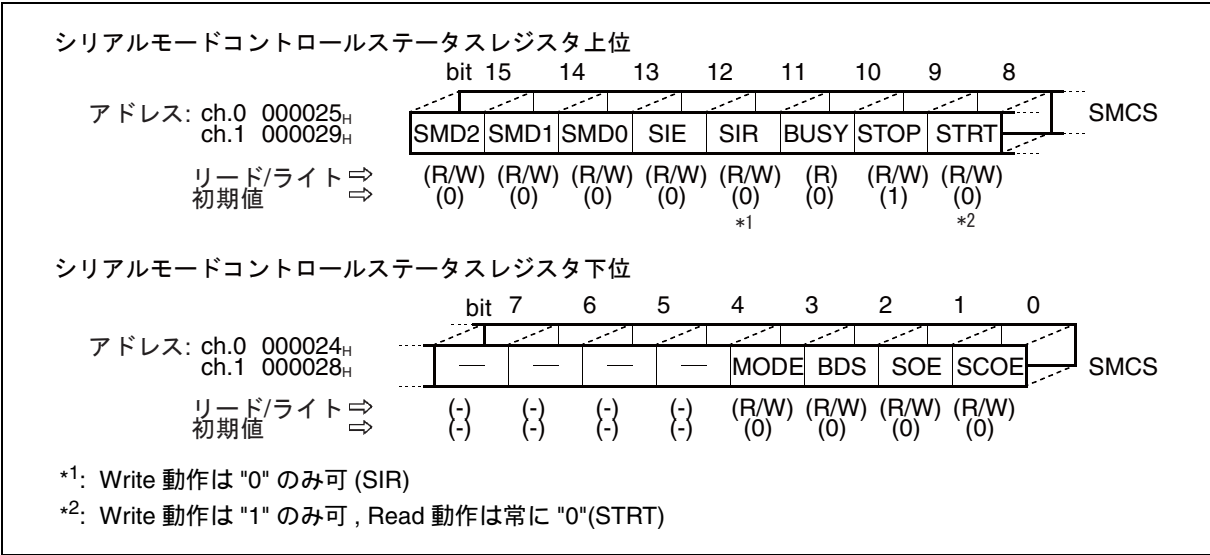 シリアルモードコントロールステータスレジスタ上位
bit 15 14 13 12 11 10 9 8
アドレス: ch.0 000025H
ch.1 000029H
SMD2 SMD1 SMD0 SIE SIR BUSY STOP STRT
SMCS
リード/ライト ⇨ (R/W) (R/W) (R/W) (R/W) (R/W) (R) (R/W) (R/W)
初期値 ⇨ (0) (0) (0) (0) (0) (0) (1) (0)
*1 *2
シリアルモードコントロールステータスレジスタ下位
bit 7 6 5 4 3 2 1 0
アドレス: ch.0 000024H
ch.1 000028H
— — — — MODE BDS SOE SCOE
SMCS
リード/ライト ⇨ (-) (-) (-) (-) (R/W) (R/W) (R/W) (R/W)
初期値 ⇨ (-) (-) (-) (-) (0) (0) (0) (0)
*1: Write 動作は "0" のみ可 (SIR)
*2: Write 動作は "1" のみ可 , Read 動作は常に "0"(STRT)